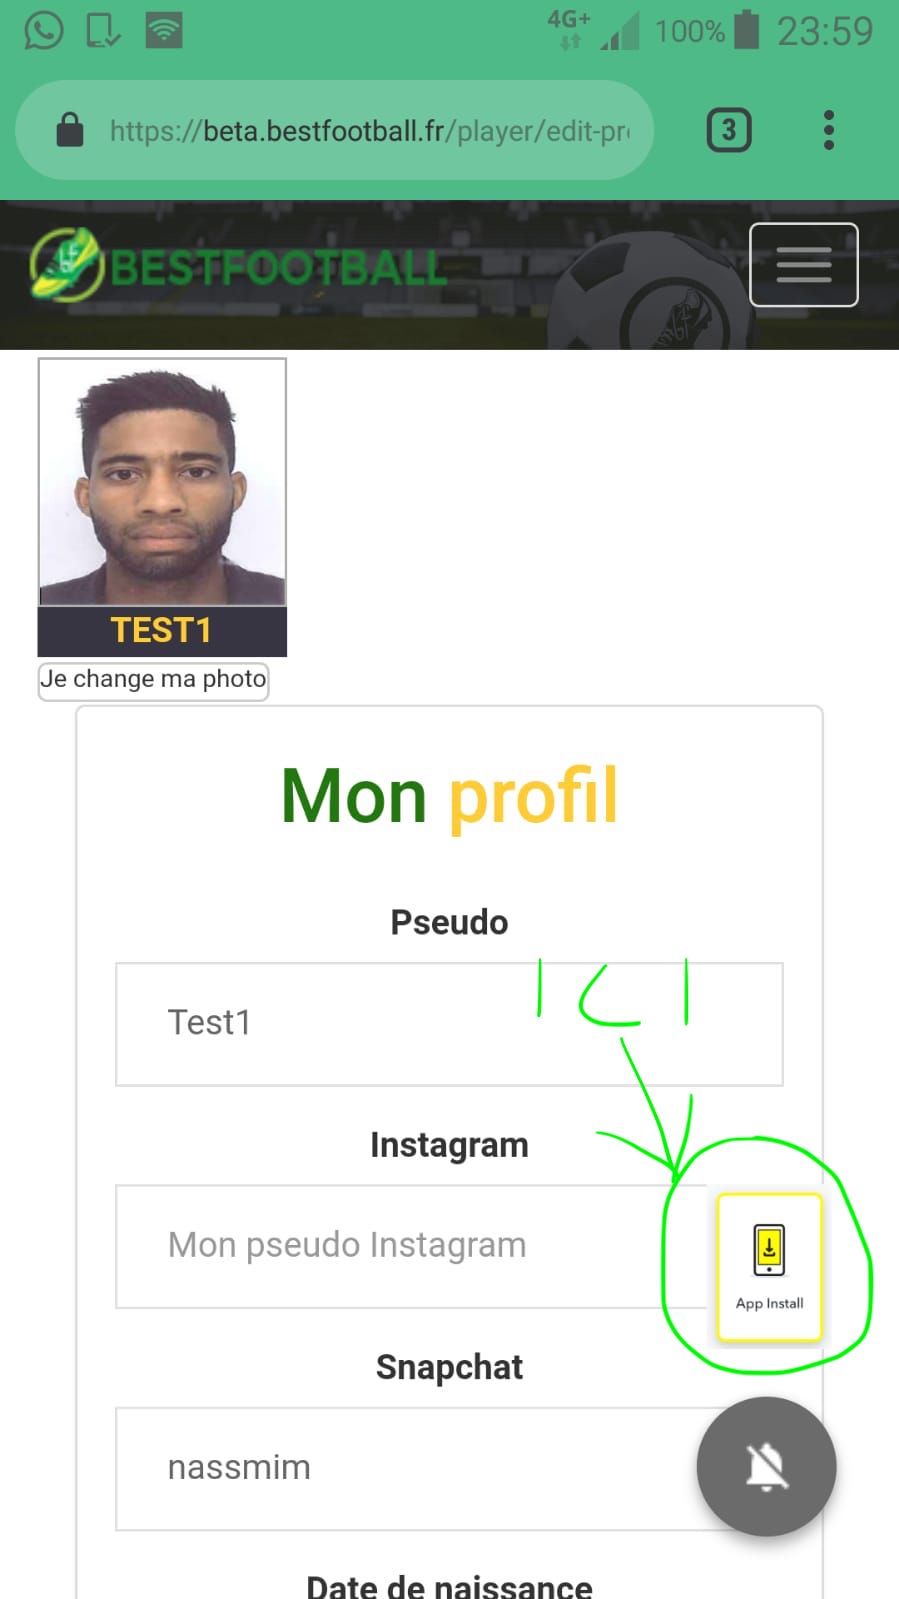 4G+ 100% 23:59
https://beta.bestfootball.fr/player/edit-pr
3
BESTFOOTBALL
TEST1
Je change ma photo
Mon profil
Pseudo
Test1
ICI
Instagram
Mon pseudo Instagram
App Install
Snapchat
nassmim
Date de naissance